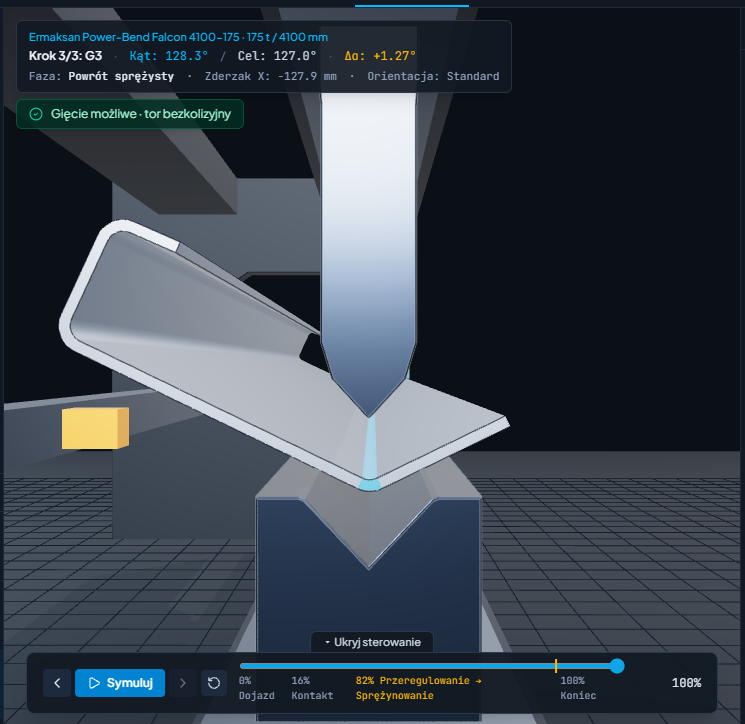 Ermaksan Power-Bend Falcon 4100-175 · 175 t / 4100 mm
Krok 3/3: G3 · Kąt: 128.3° / Cel: 127.0° · Δα: +1.27°
Faza: Powrót sprężysty · Zderzak X: -127.9 mm · Orientacja: Standard
Gięcie możliwe · tor bezkolizyjny
Ukryj sterowanie
Symuluj
0% 16% 82% Przeregulowanie → 100%
Dojazd Kontakt Sprężynowanie Koniec
100%